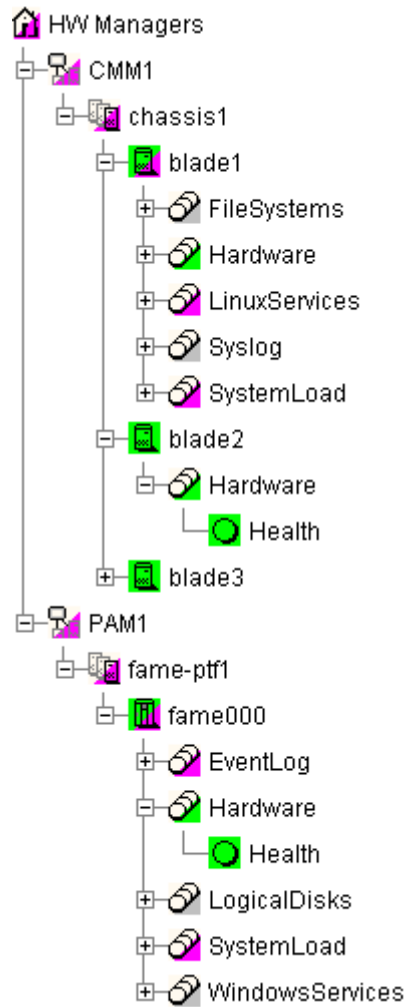 HW Managers
CMM1
chassis1
blade1
FileSystems
Hardware
LinuxServices
Syslog
SystemLoad
blade2
Hardware
Health
blade3
PAM1
fame-ptf1
fame000
EventLog
Hardware
Health
LogicalDisks
SystemLoad
WindowsServices